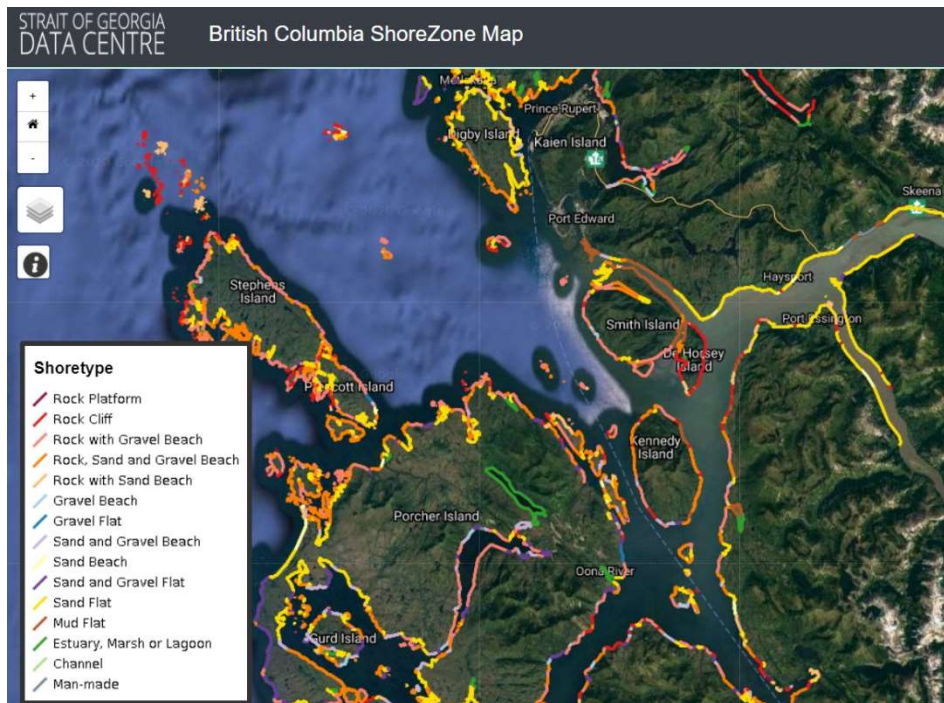 STRAIT OF GEORGIA
DATA CENTRE
British Columbia ShoreZone Map
+
-
Prince Rupert
Digby Island
Kaien Island
Skeena
Port Edward
Stephens
Island
Haysport
Smith Island
Port Essington
De Horsey
Island
Prescott Island
Kennedy
Island
Porcher Island
Oona River
Gurd Island
i
Shoretype
Rock Platform
Rock Cliff
Rock with Gravel Beach
Rock, Sand and Gravel Beach
Rock with Sand Beach
Gravel Beach
Gravel Flat
Sand and Gravel Beach
Sand Beach
Sand and Gravel Flat
Sand Flat
Mud Flat
Estuary, Marsh or Lagoon
Channel
Man-made